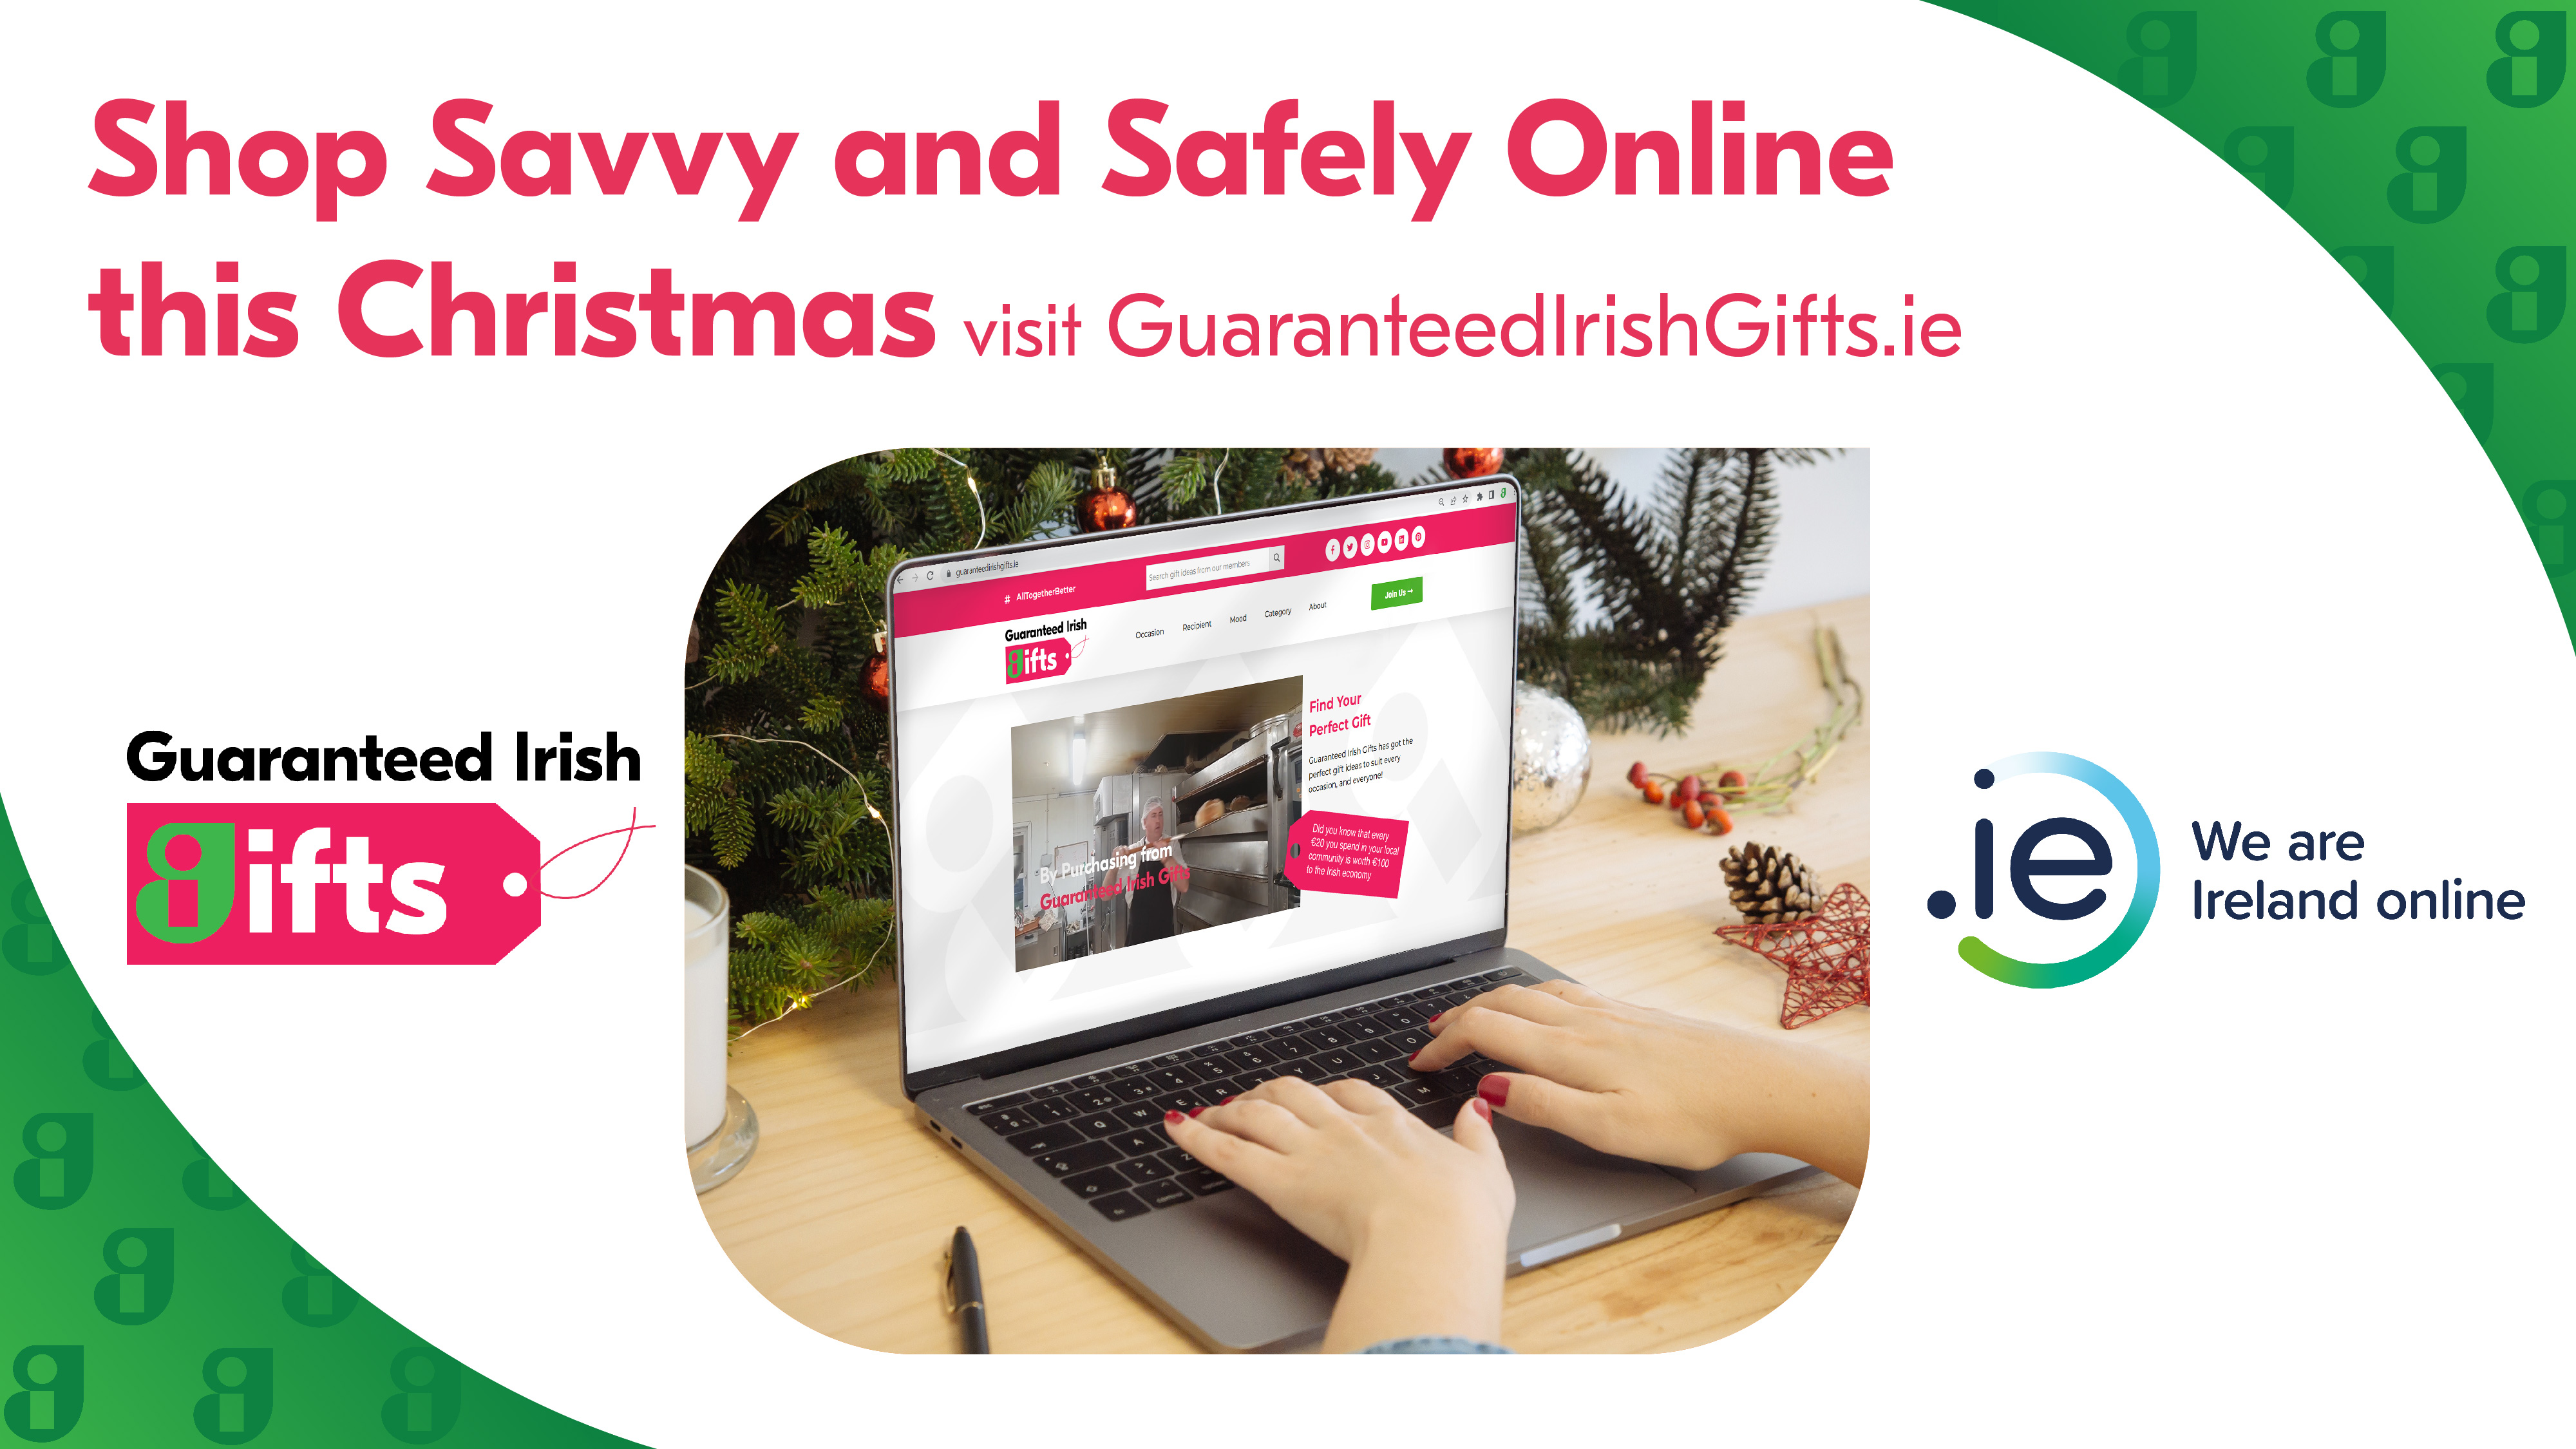 Shop Savvy and Safely Online
this Christmas visit GuaranteedIrishGifts.ie
guaranteedirishgifts.ie
# AllTogetherBetter
Search gift ideas from our members
Guaranteed Irish
gifts
Occasion Recipient Mood Category About
Join Us →
Find Your
Perfect Gift
Guaranteed Irish Gifts has got the
perfect gift ideas to suit every
occasion, and everyone!
By Purchasing from
Guaranteed Irish Gifts
Did you know that every
€20 you spend in your local
community is worth €100
to the Irish economy
Guaranteed Irish
gifts
.ie
We are
Ireland online